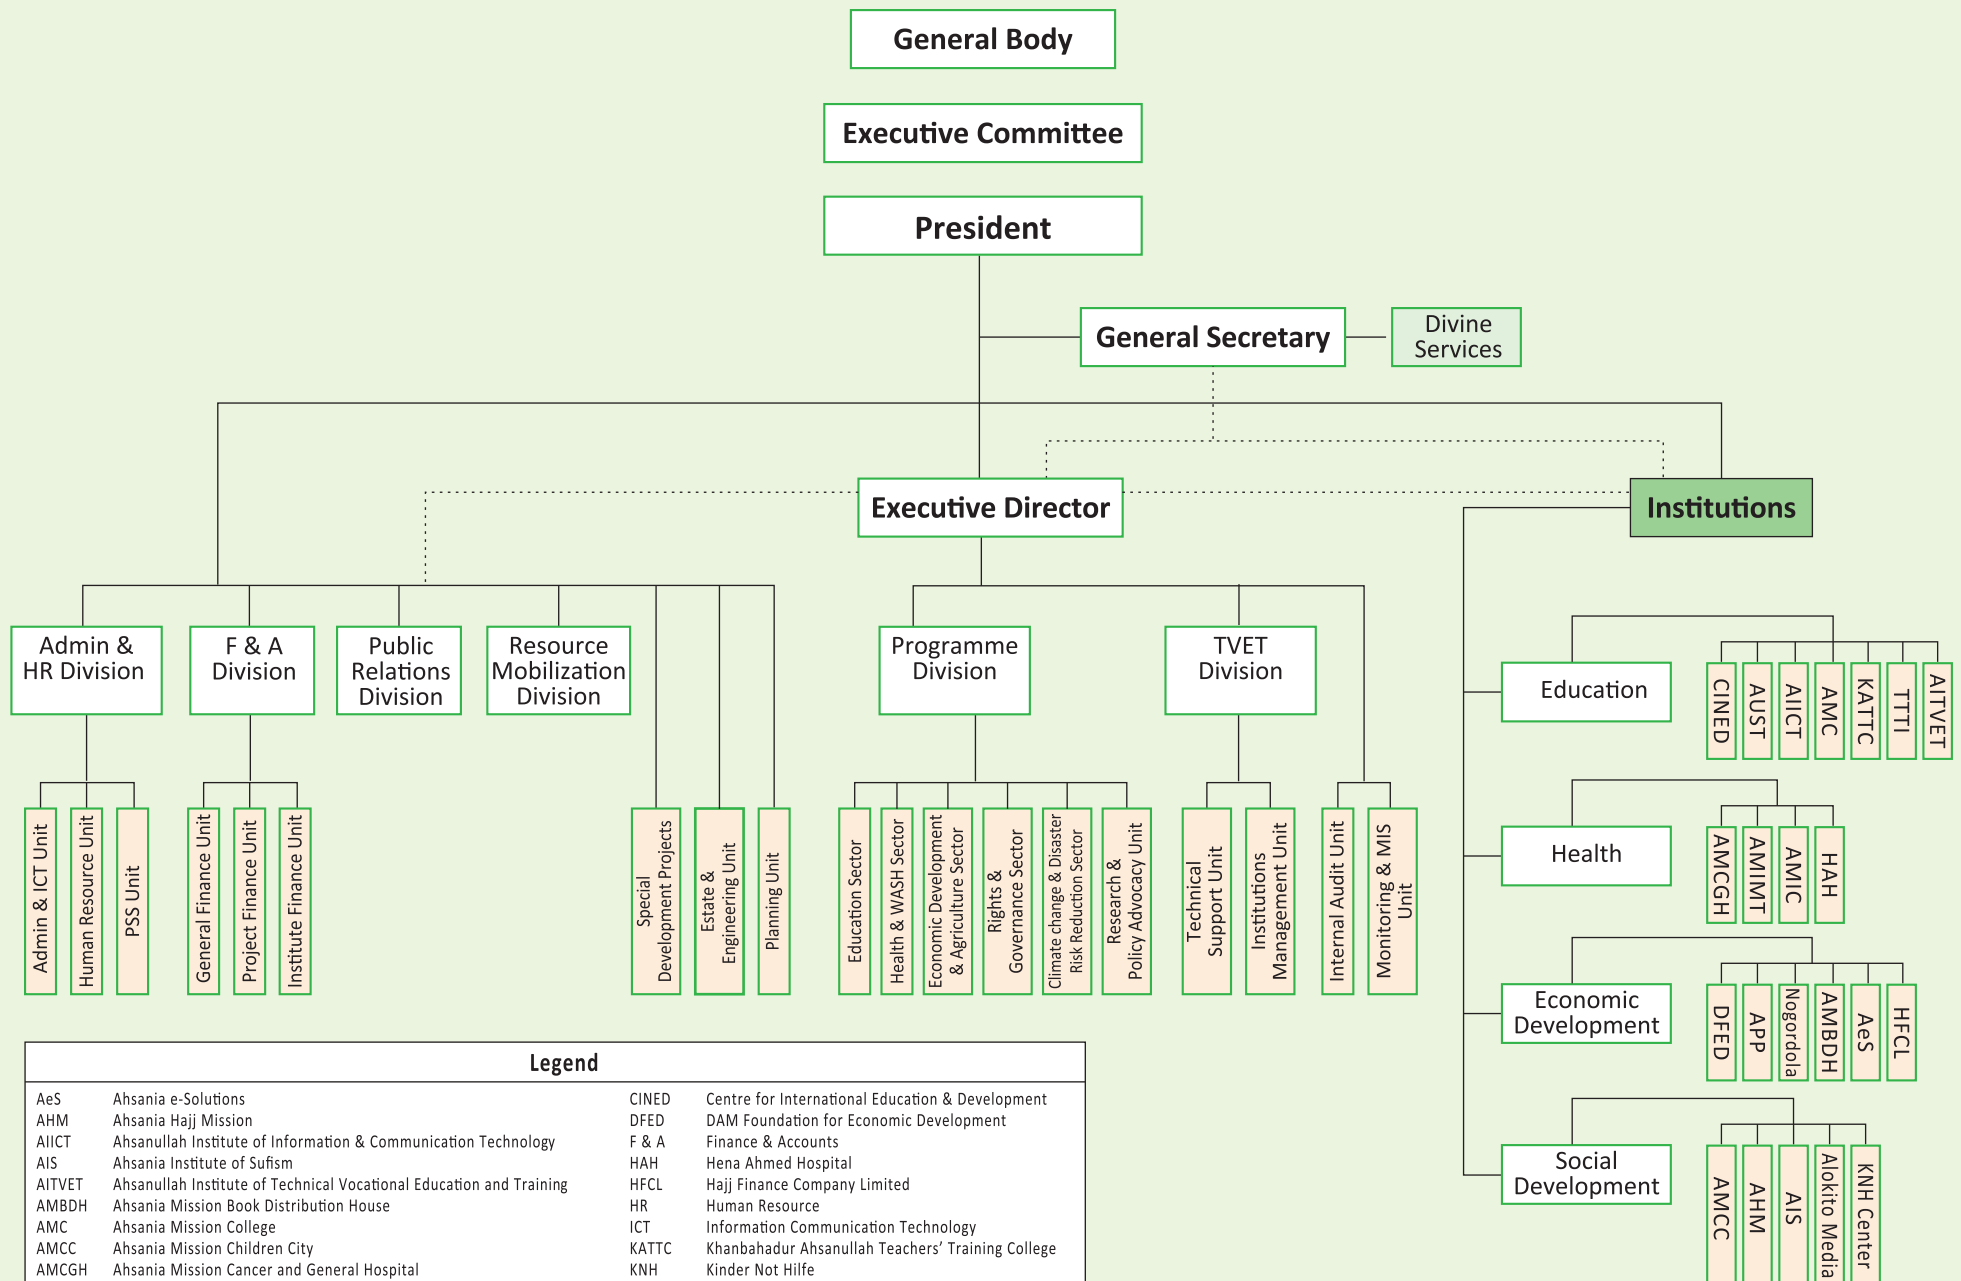 General Body
Executive Committee
President
General Secretary
Divine
Services
Executive Director
Institutions
Admin &
HR Division
F & A
Division
Public
Relations
Division
Resource
Mobilization
Division
Programme
Division
TVET
Division
Admin & ICT Unit
Human Resource Unit
PSS Unit
General Finance Unit
Project Finance Unit
Institute Finance Unit
Special
Development Projects
Estate &
Engineering Unit
Planning Unit
Education Sector
Health & WASH Sector
Economic Development
& Agriculture Sector
Rights &
Governance Sector
Climate change & Disaster
Risk Reduction Sector
Research &
Policy Advocacy Unit
Technical
Support Unit
Institutions
Management Unit
Internal Audit Unit
Monitoring & MIS
Unit
Education
CINED
AUST
AIICT
AMC
KATTC
TTTI
AITVET
Health
AMCGH
AMIMT
AMIC
HAH
Economic
Development
DFED
APP
Nogordola
AMBDH
AeS
HFCL
Social
Development
AMCC
AHM
AIS
Alokito Media
KNH Center
Legend
AeS Ahsania e-Solutions
AHM Ahsania Hajj Mission
AIICT Ahsanullah Institute of Information & Communication Technology
AIS Ahsania Institute of Sufism
AITVET Ahsanullah Institute of Technical Vocational Education and Training
AMBDH Ahsania Mission Book Distribution House
AMC Ahsania Mission College
AMCC Ahsania Mission Children City
AMCGH Ahsania Mission Cancer and General Hospital
CINED Centre for International Education & Development
DFED DAM Foundation for Economic Development
F & A Finance & Accounts
HAH Hena Ahmed Hospital
HFCL Hajj Finance Company Limited
HR Human Resource
ICT Information Communication Technology
KATTC Khanbahadur Ahsanullah Teachers’ Training College
KNH Kinder Not Hilfe